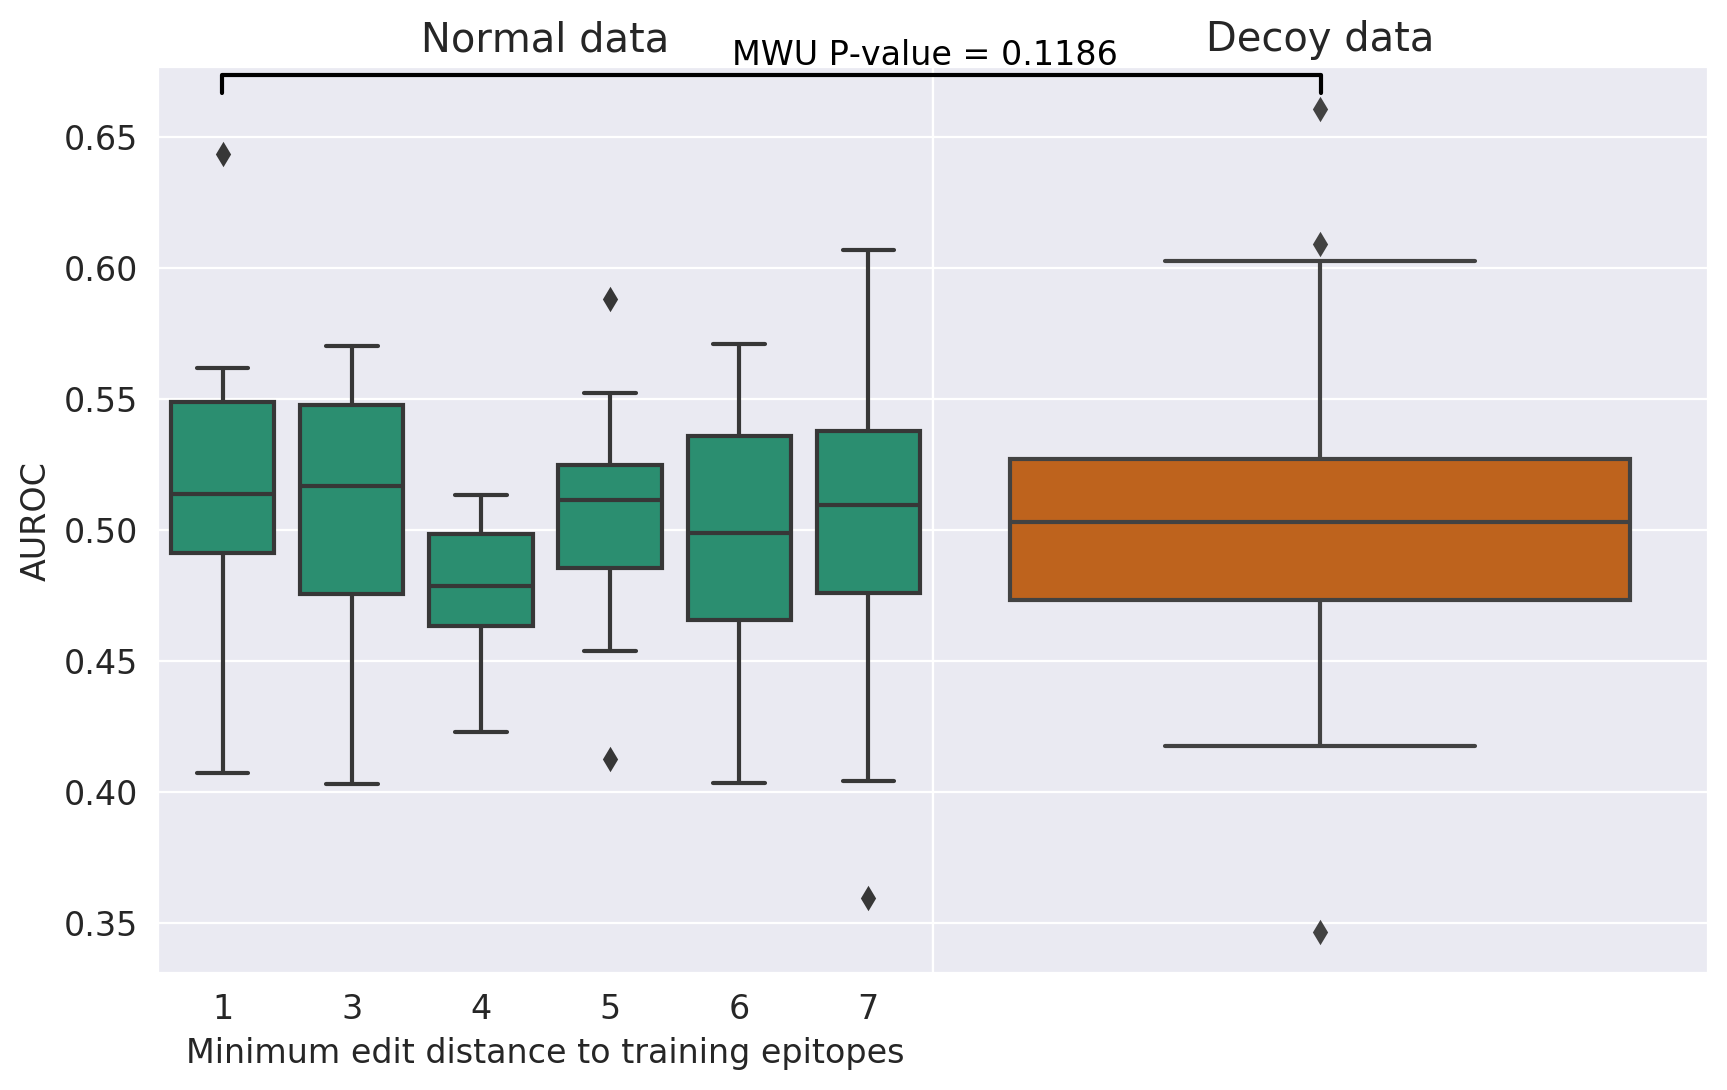 Normal data
MWU P-value = 0.1186
Decoy data
0.65
0.60
0.55
0.50
0.45
0.40
0.35
AUROC
1 3 4 5 6 7
Minimum edit distance to training epitopes